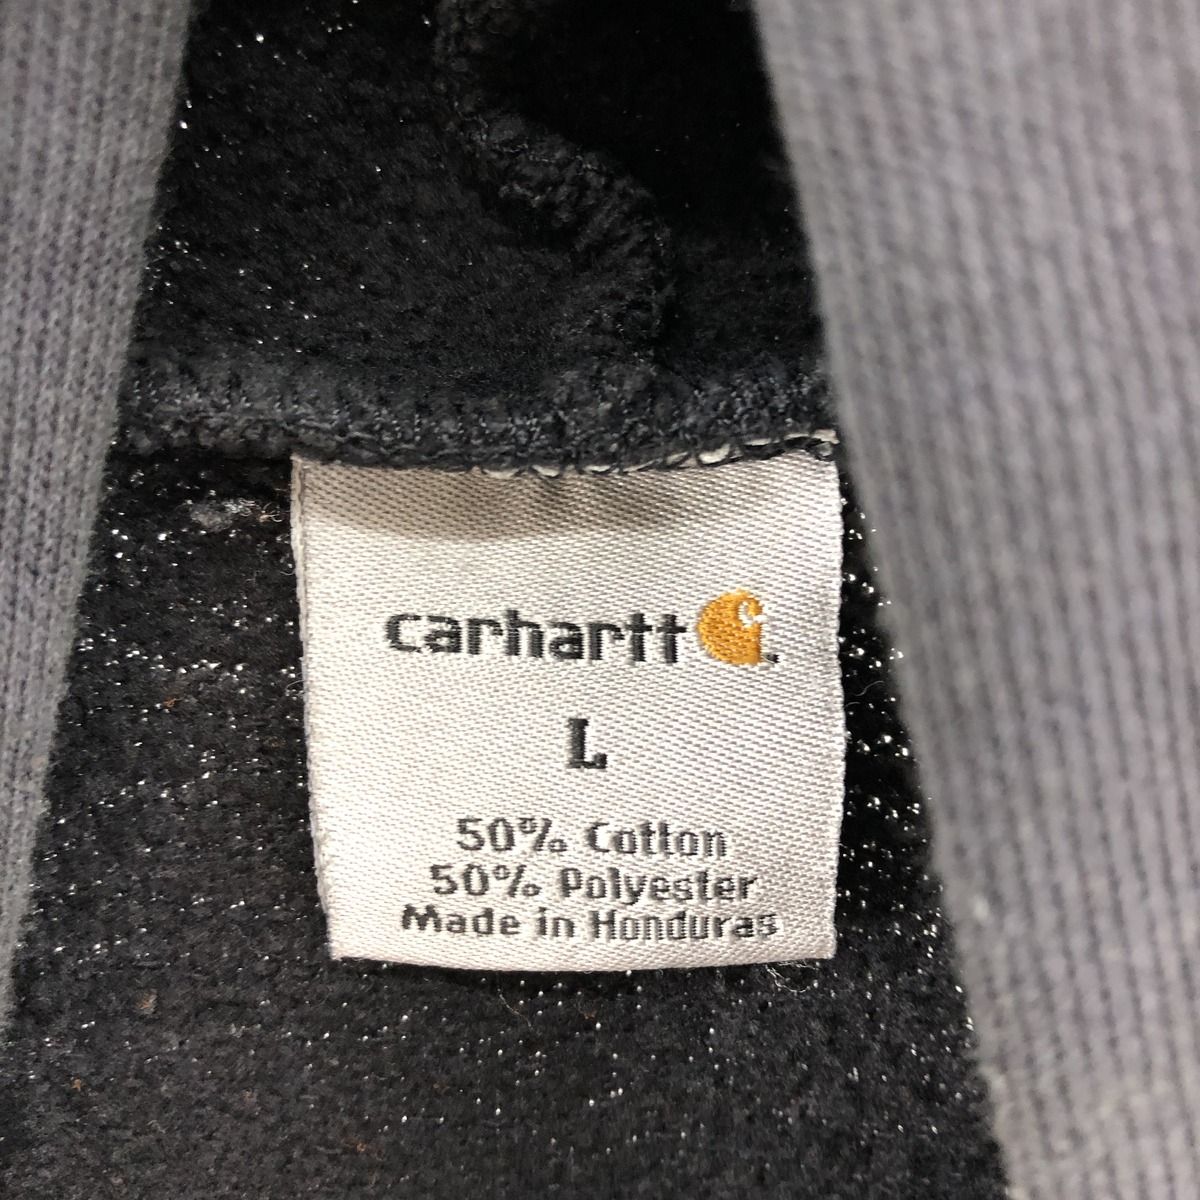 carhartt
L
50% Cotton
50% Polyester
Made in Honduras